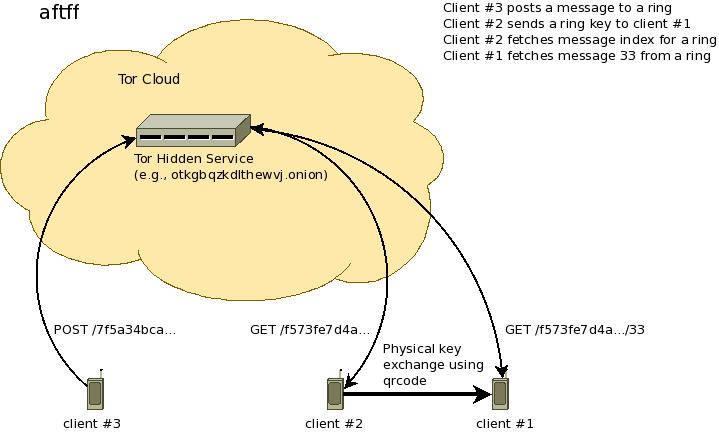 aftff
Client #3 posts a message to a ring
Client #2 sends a ring key to client #1
Client #2 fetches message index for a ring
Client #1 fetches message 33 from a ring
Tor Cloud
Tor Hidden Service
(e.g., otkgbqzkdlthewvj.onion)
POST /7f5a34bca...
GET /f573fe7d4a...
GET /f573fe7d4a.../33
Physical key
exchange using
qrcode
client #3
client #2
client #1